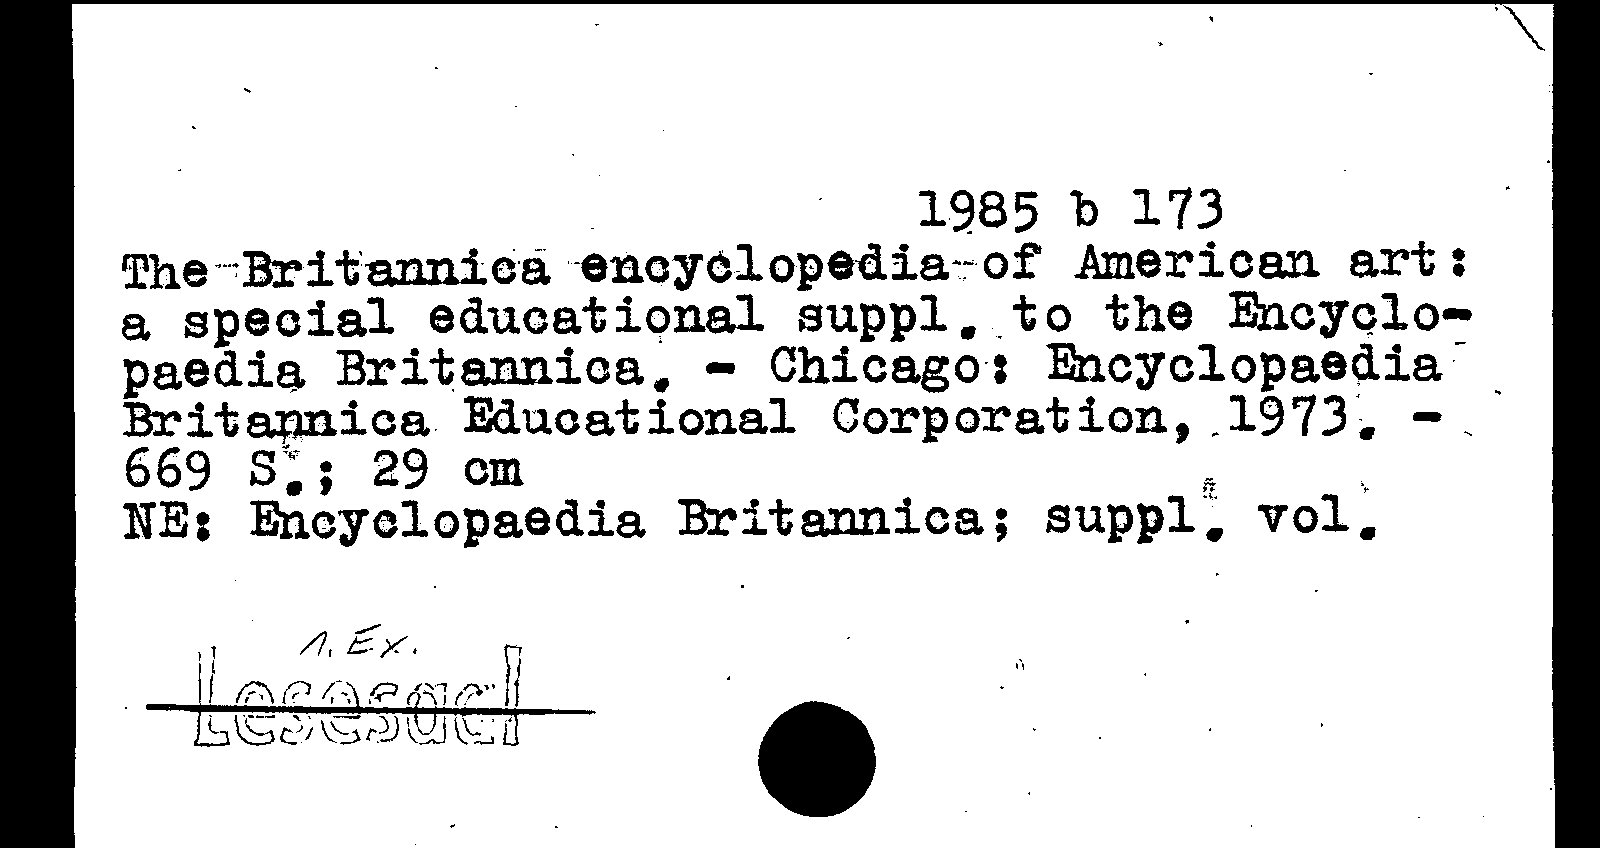 1985 b 173
The Britannica encyclopedia of American art:
a special educational suppl. to the Encyclo-
paedia Britannica. - Chicago: Encyclopaedia
Britannica Educational Corporation, 1973. -
669 S.; 29 cm
NE: Encyclopaedia Britannica; suppl. vol.
1. Ex.
Lesesaal